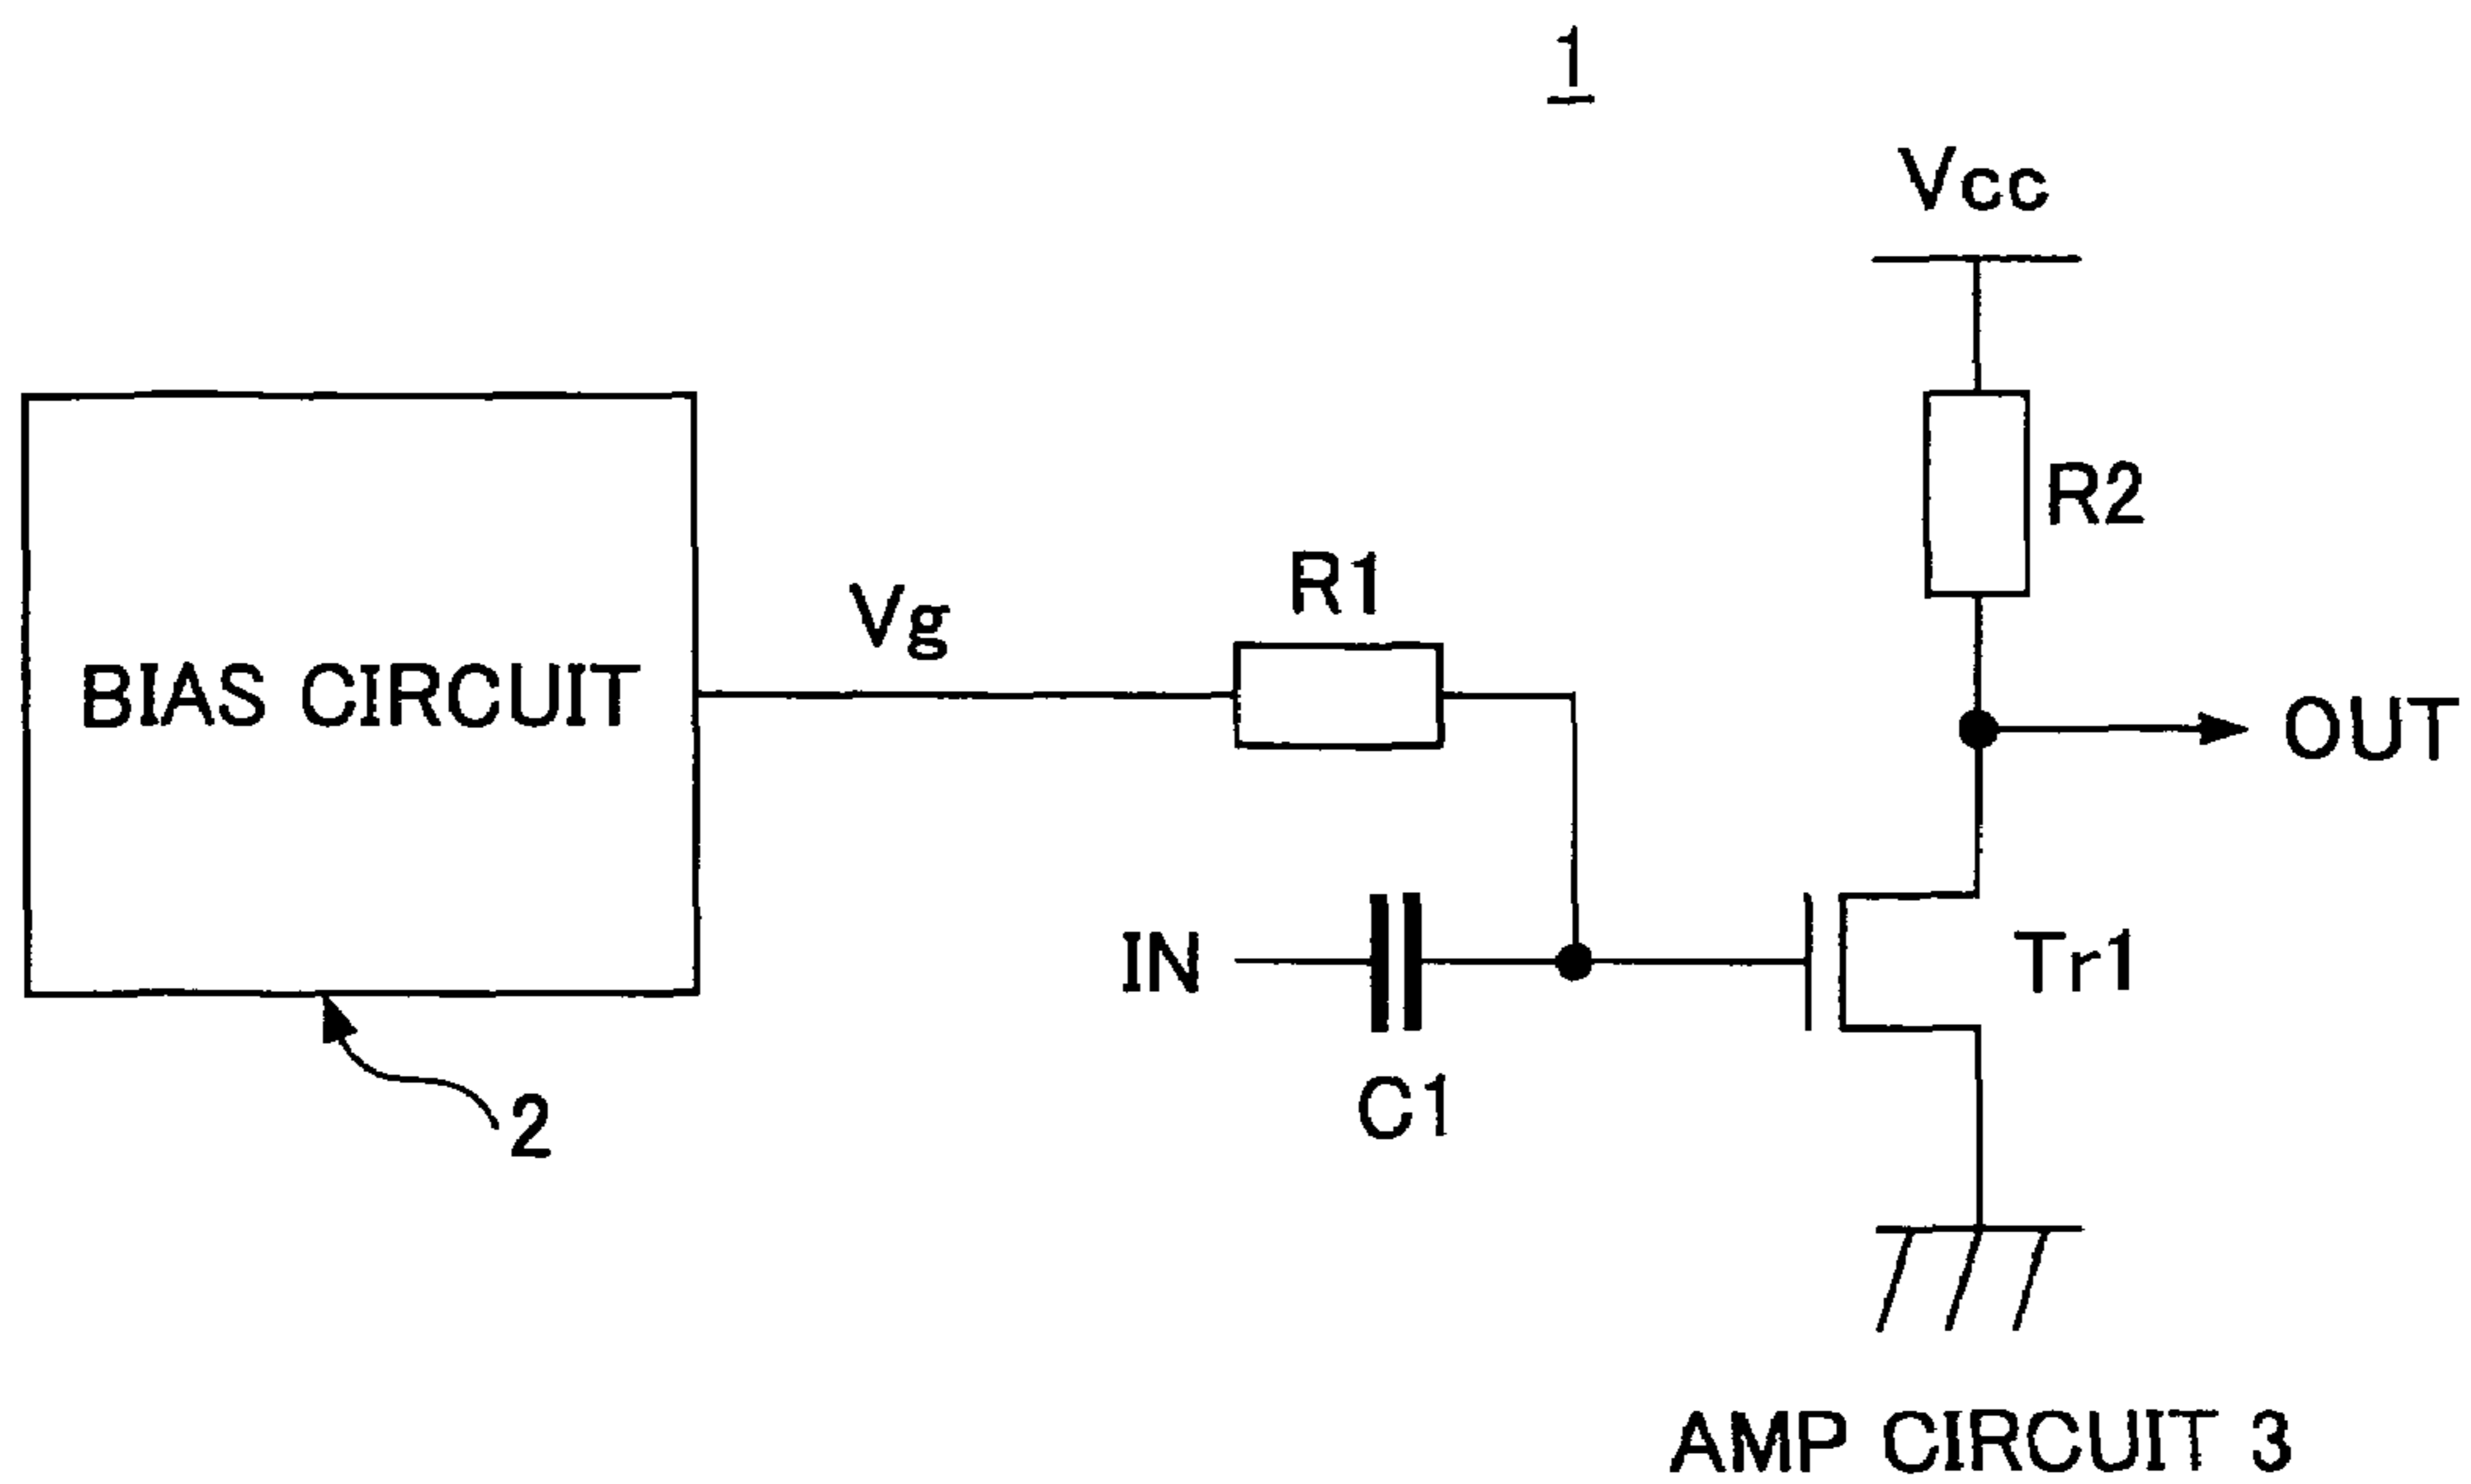 1
Vcc
R2
R1
Vg
BIAS CIRCUIT
OUT
IN
Tr1
C1
2
AMP CIRCUIT 3